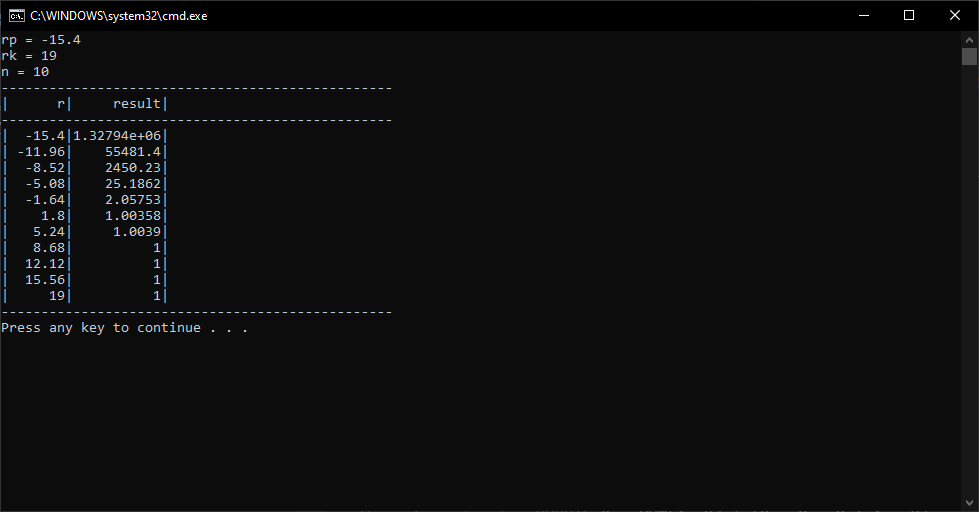 C:\WINDOWS\system32\cmd.exe
rp = -15.4
rk = 19
n = 10
-----------------------------------------------
|      r|     result|
-----------------------------------------------
|  -15.4|1.32794e+06|
| -11.96|    55481.4|
|  -8.52|    2450.23|
|  -5.08|    25.1862|
|  -1.64|    2.05753|
|    1.8|    1.00358|
|   5.24|     1.0039|
|   8.68|          1|
|  12.12|          1|
|  15.56|          1|
|     19|          1|
-----------------------------------------------
Press any key to continue . . .